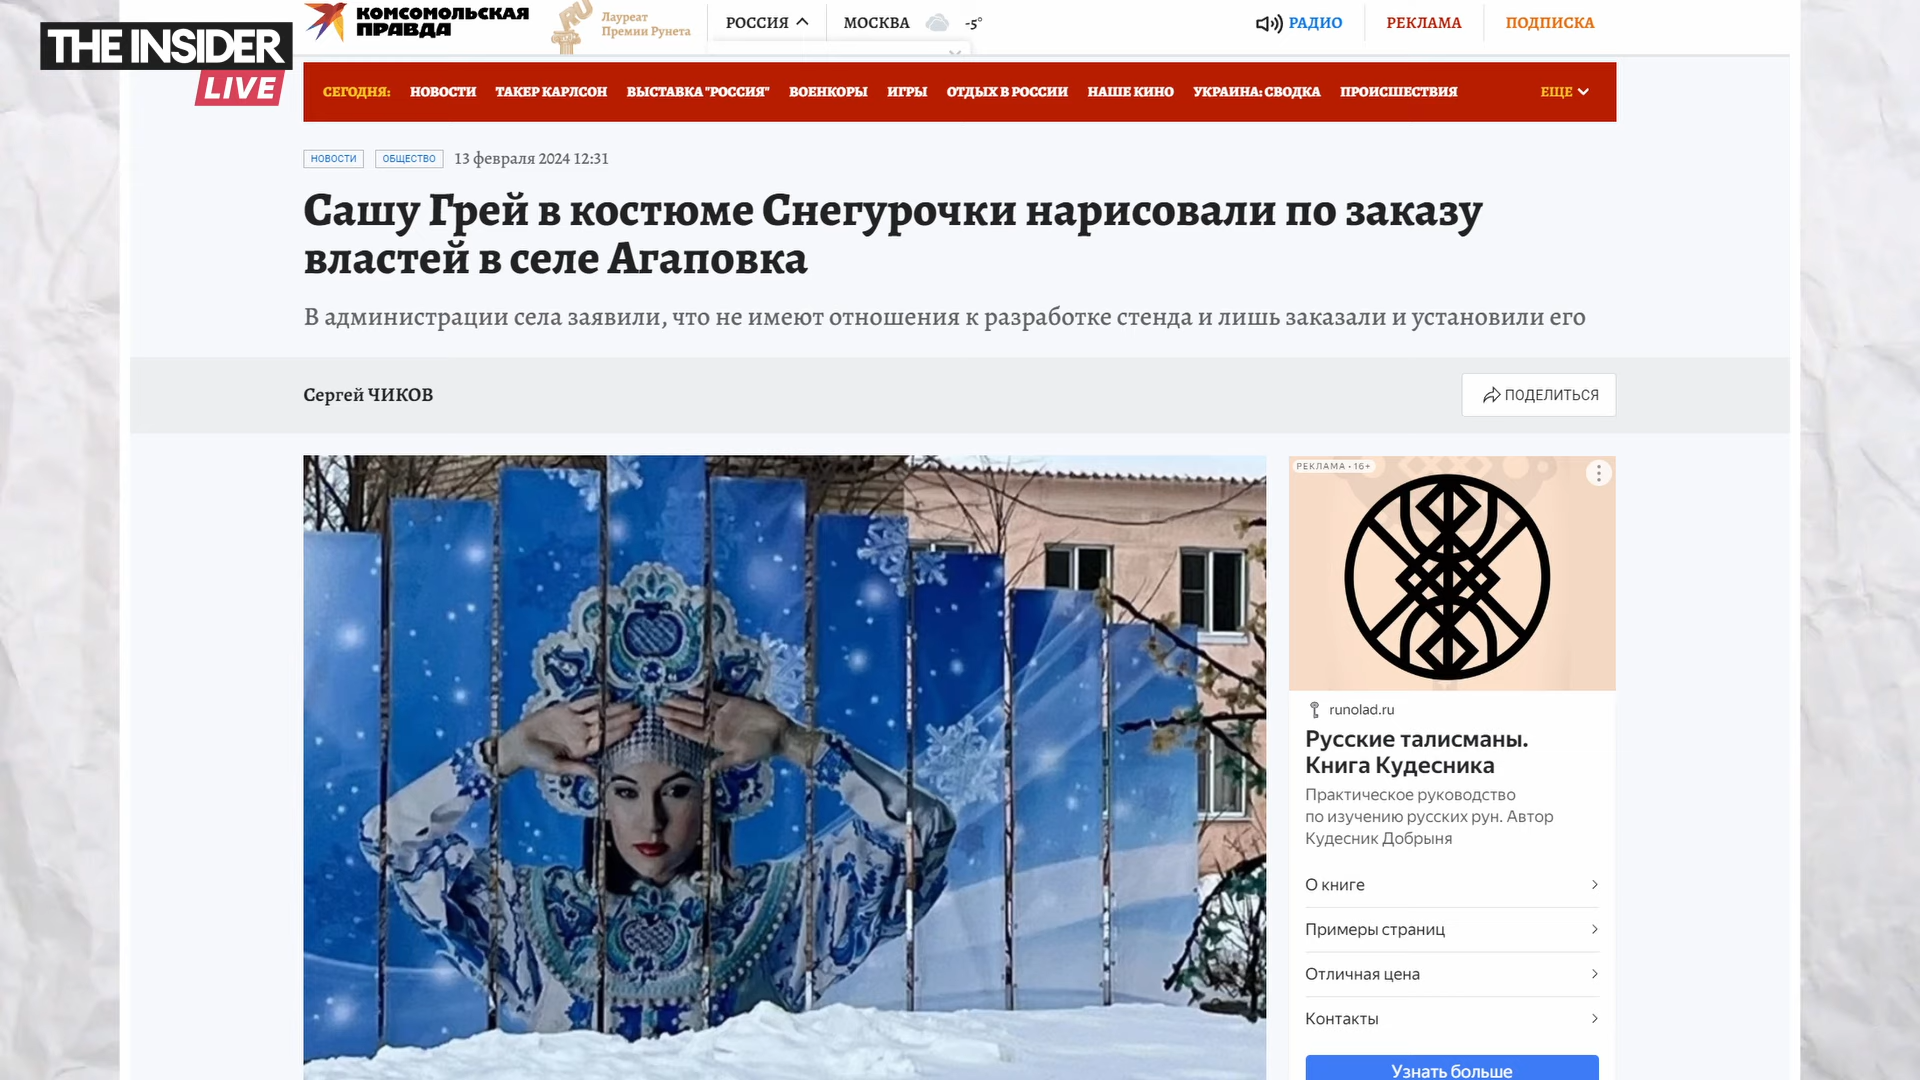 THE INSIDER
LIVE
КОМСОМОЛЬСКАЯ
ПРАВДА
RU
Лауреат
Премии Рунета
РОССИЯ
МОСКВА
-5°
РАДИО
РЕКЛАМА
ПОДПИСКА
СЕГОДНЯ:
НОВОСТИ
ТАКЕР КАРЛСОН
ВЫСТАВКА "РОССИЯ"
ВОЕНКОРЫ
ИГРЫ
ОТДЫХ В РОССИИ
НАШЕ КИНО
УКРАИНА: СВОДКА
ПРОИСШЕСТВИЯ
ЕЩЕ
НОВОСТИ
ОБЩЕСТВО
13 февраля 2024 12:31
Сашу Грей в костюме Снегурочки нарисовали по заказу
властей в селе Агаповка
В администрации села заявили, что не имеют отношения к разработке стенда и лишь заказали и установили его
Сергей ЧИКОВ
ПОДЕЛИТЬСЯ
РЕКЛАМА • 16+
runolad.ru
Русские талисманы.
Книга Кудесника
Практическое руководство
по изучению русских рун. Автор
Кудесник Добрыня
О книге
Примеры страниц
Отличная цена
Контакты
Узнать больше